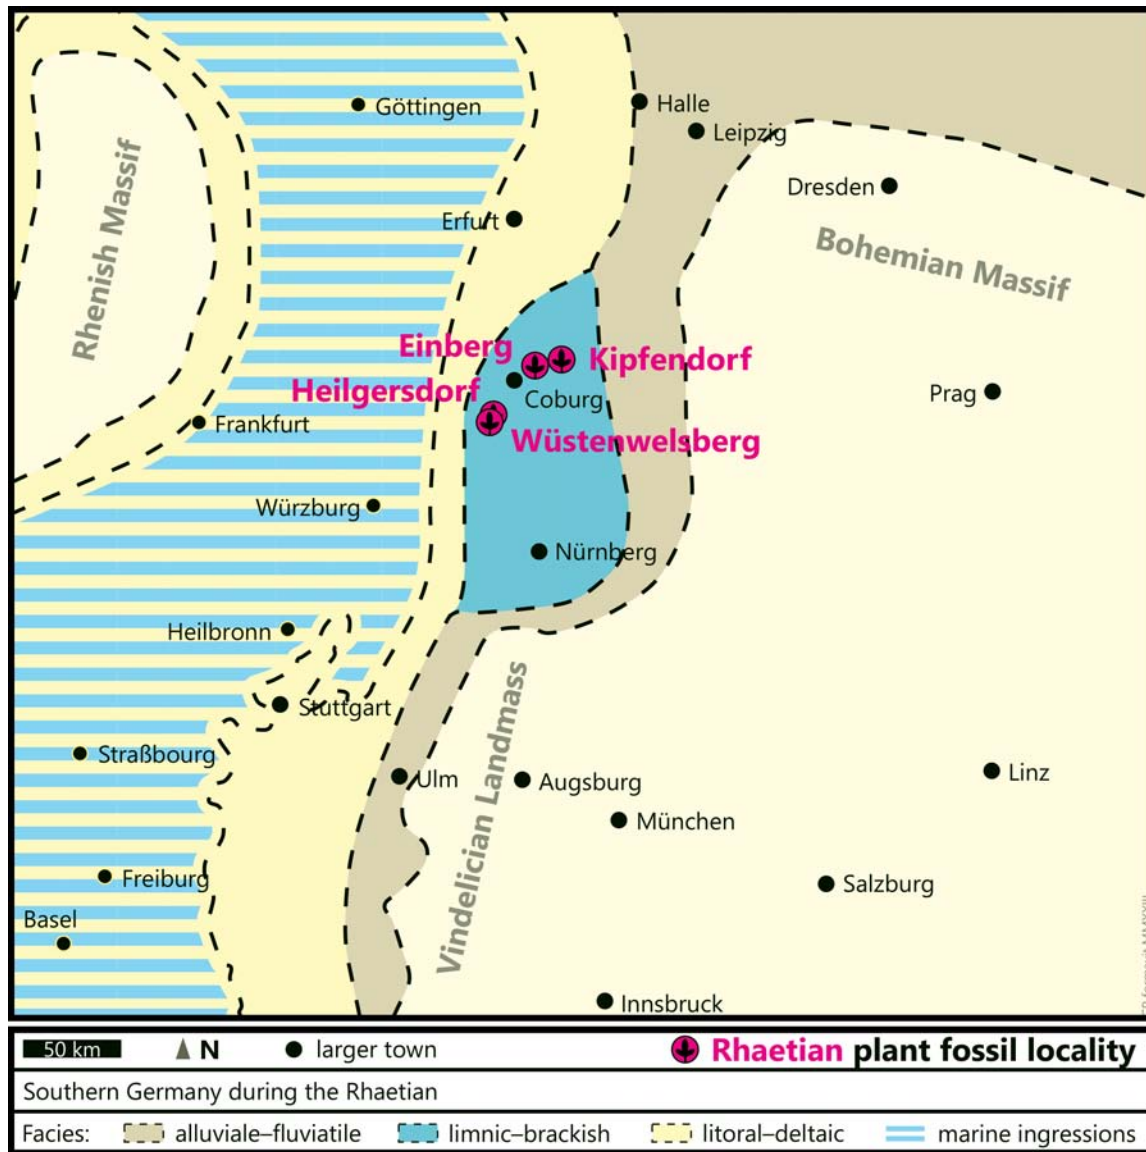 Göttingen
Halle
Leipzig
Dresden
Erfurt
Bohemian Massif
Rhenish Massif
Einberg
Kipfendorf
Heilgersdorf
Coburg
Prag
Frankfurt
Wüstenwelsberg
Würzburg
Nürnberg
Heilbronn
Stuttgart
Straßbourg
Vindelician Landmass
Ulm
Augsburg
Linz
München
Freiburg
Salzburg
Basel
Innsbruck
50 km N larger town Rhaetian plant fossil locality
Southern Germany during the Rhaetian
Facies: alluviale–fluviatile limnic–brackish litoral–deltaic marine ingressions